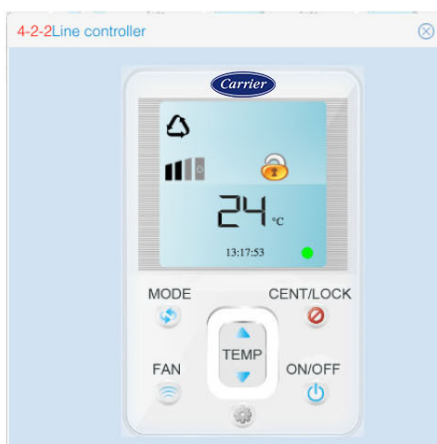 4-2-2Line controller
Carrier
24 °C
13:17:53
MODE CENT/LOCK
TEMP
FAN ON/OFF